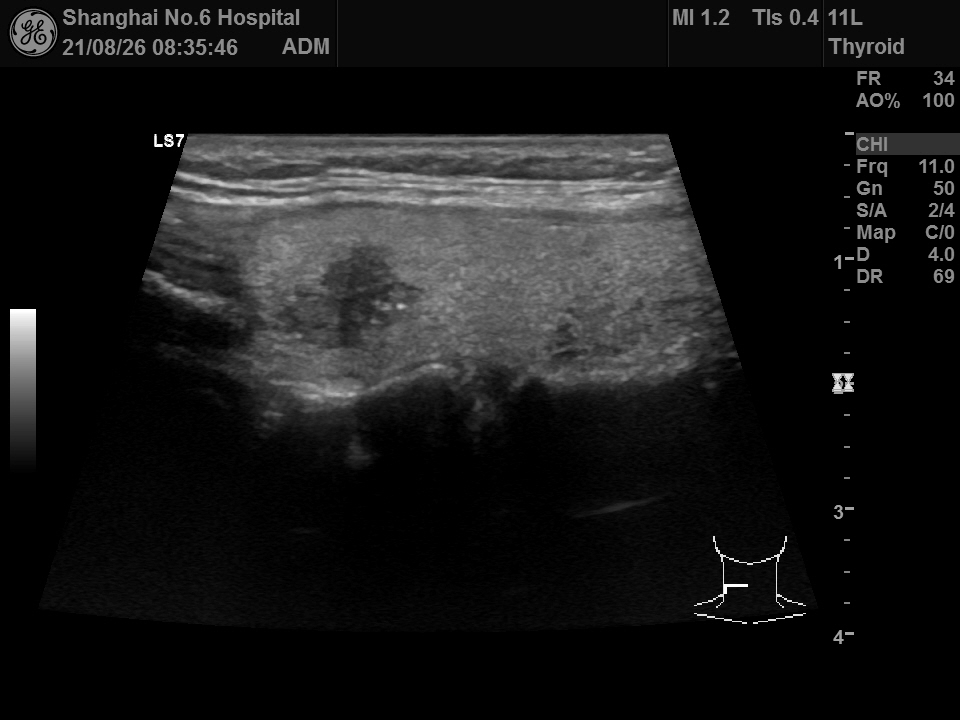 Shanghai No.6 Hospital
21/08/26 08:35:46 ADM
MI 1.2 TIs 0.4
11L
Thyroid
FR 34
AO% 100
CHI
Frq 11.0
Gn 50
S/A 2/4
Map C/0
D 4.0
DR 69
LS7
1
3
4